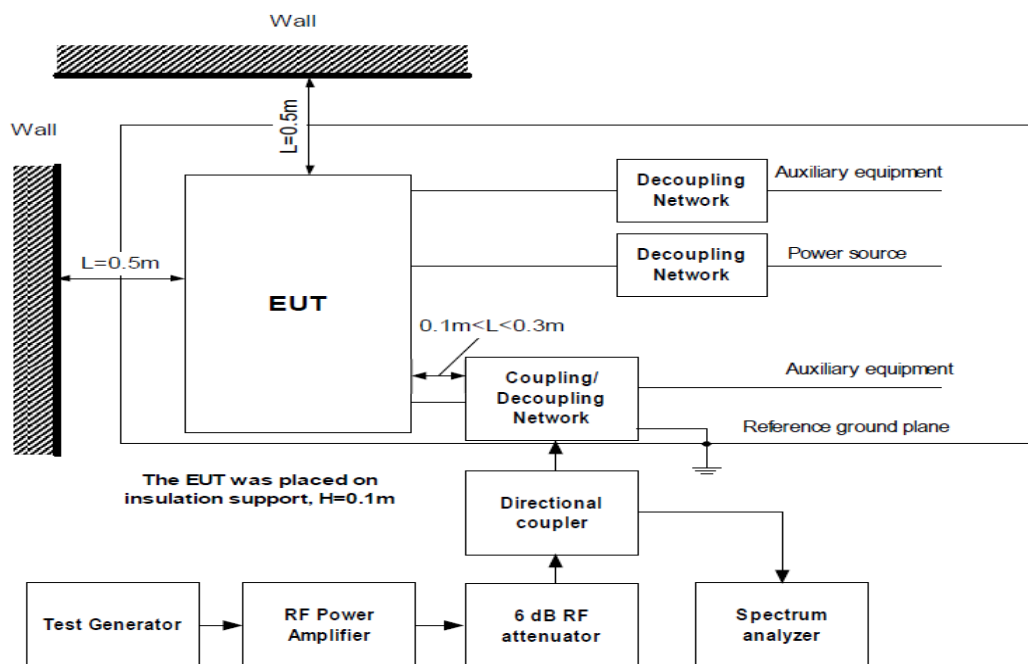 Wall
L=0.5m
Wall
Decoupling
Network
Auxiliary equipment
L=0.5m
EUT
Decoupling
Network
Power source
0.1m<L<0.3m
Coupling/
Decoupling
Network
Auxiliary equipment
Reference ground plane
The EUT was placed on
insulation support, H=0.1m
Directional
coupler
Test Generator
RF Power
Amplifier
6 dB RF
attenuator
Spectrum
analyzer